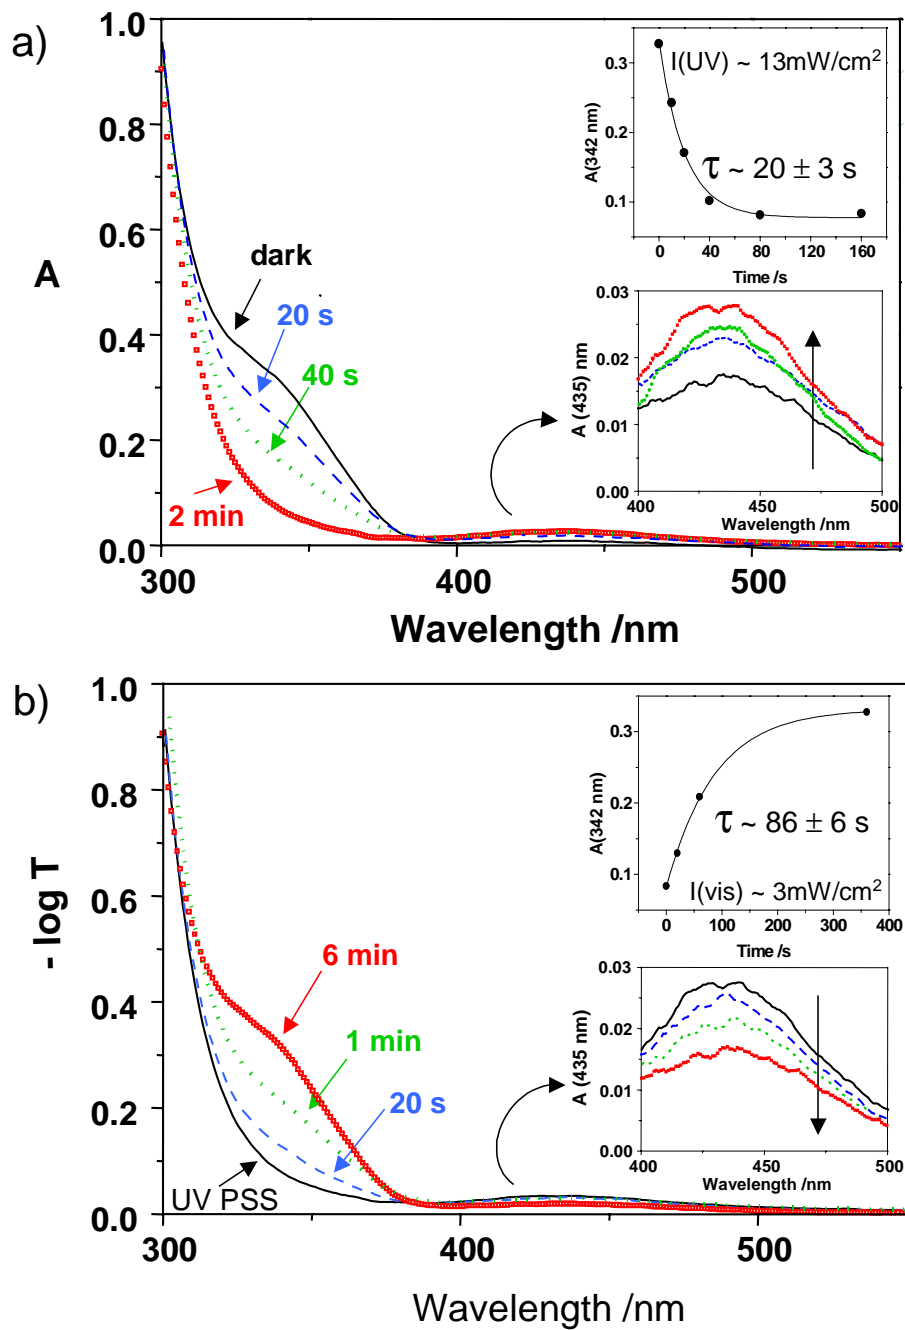 a)
1.0
0.8
0.6
0.4
0.2
0.0
A
300
400
500
Wavelength /nm
dark
20 s
40 s
2 min
I(UV) ~ 13mW/cm²
τ ~ 20 ± 3 s
A(342 nm)
0.3
0.2
0.1
0 40 80 120 160
Time /s
A (435) nm
0.03
0.02
0.01
0.00
400 450 500
Wavelength /nm
b)
1.0
0.8
0.6
0.4
0.2
0.0
- log T
300
400
500
Wavelength /nm
6 min
1 min
20 s
UV PSS
A(342 nm)
0.3
0.2
0.1
τ ~ 86 ± 6 s
I(vis) ~ 3mW/cm²
0 100 200 300 400
Time /s
A (435 nm)
0.03
0.02
0.01
0.00
400 450 500
Wavelength /nm